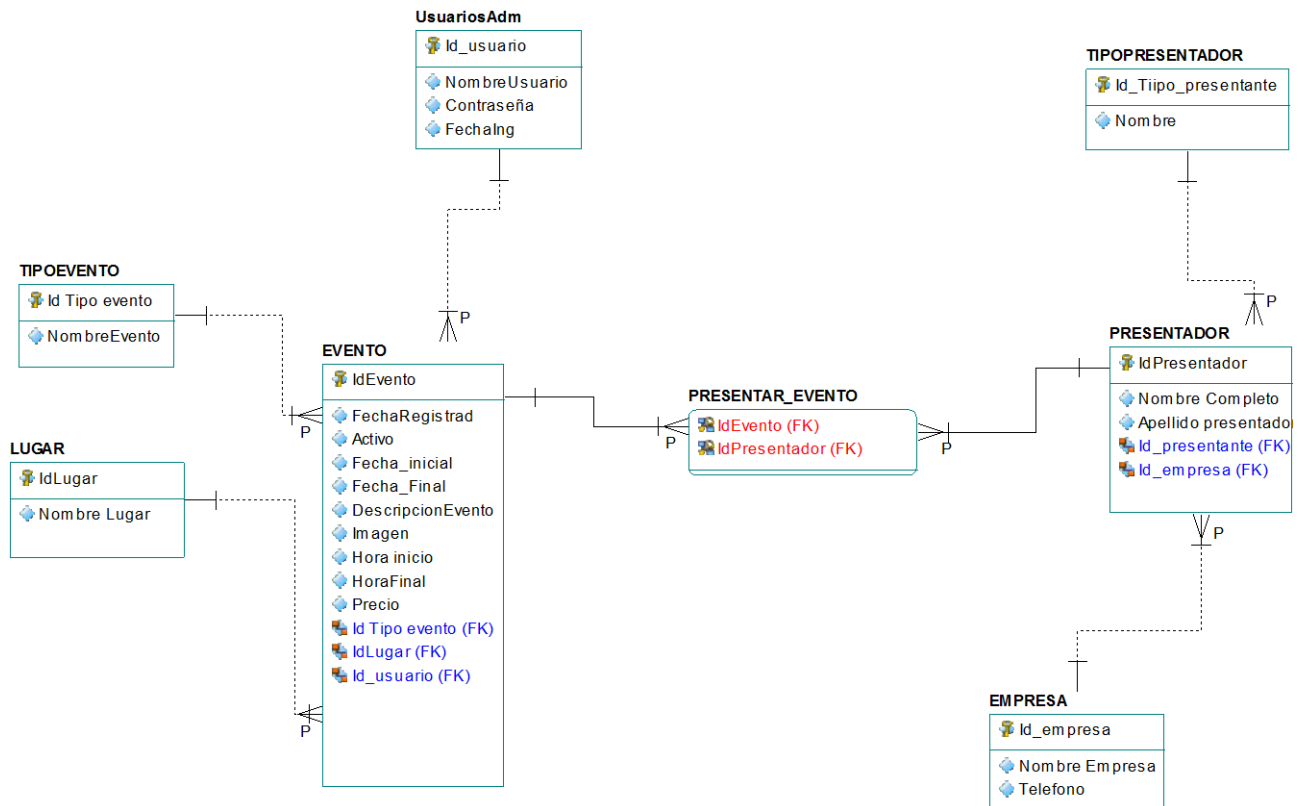 UsuariosAdm
Id_usuario
NombreUsuario
Contraseña
FechaIng
TIPOPRESENTADOR
Id_Tiipo_presentante
Nombre
TIPOEVENTO
Id Tipo evento
NombreEvento
P
P
P
LUGAR
IdLugar
Nombre Lugar
EVENTO
IdEvento
FechaRegistrad
Activo
Fecha_inicial
Fecha_Final
DescripcionEvento
Imagen
Hora inicio
HoraFinal
Precio
Id Tipo evento (FK)
IdLugar (FK)
Id_usuario (FK)
P
PRESENTAR_EVENTO
IdEvento (FK)
IdPresentador (FK)
P
P
PRESENTADOR
IdPresentador
Nombre Completo
Apellido presentador
Id_presentante (FK)
Id_empresa (FK)
P
EMPRESA
Id_empresa
Nombre Empresa
Telefono